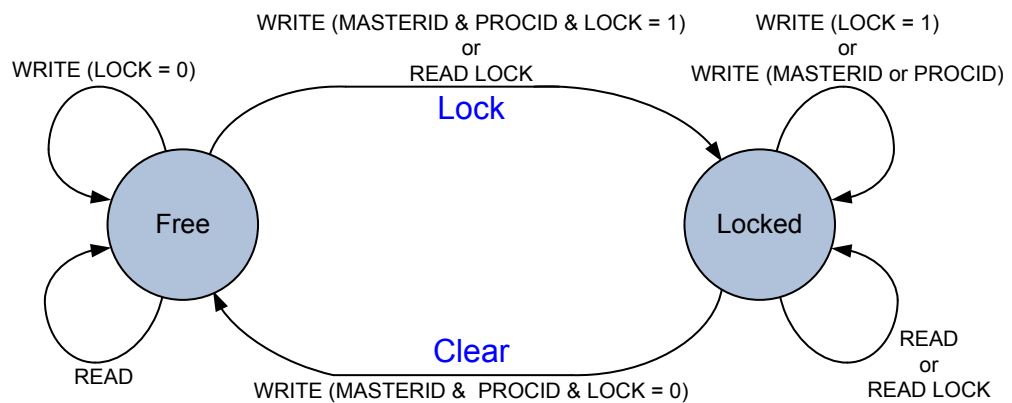 WRITE (MASTERID & PROCID & LOCK = 1)
or
READ LOCK
Lock
WRITE (LOCK = 1)
or
WRITE (MASTERID or PROCID)
WRITE (LOCK = 0)
Free
Locked
READ
Clear
WRITE (MASTERID & PROCID & LOCK = 0)
READ
or
READ LOCK